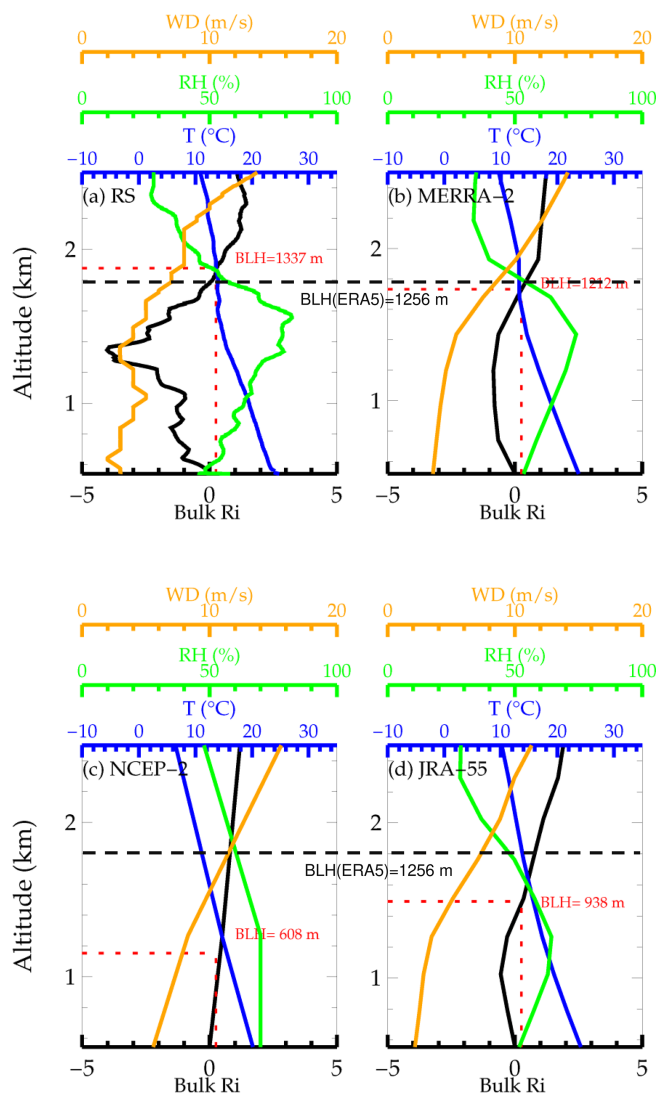 WD (m/s) WD (m/s)
0 10 20 0 10 20
RH (%) RH (%)
0 50 100 0 50 100
T (°C) T (°C)
−10 0 10 20 30 −10 0 10 20 30
(a) RS (b) MERRA−2
2 BLH=1337 m 2
BLH=1212 m
BLH(ERA5)=1256 m
Altitude (km)
1 1
−5 0 5 −5 0 5
Bulk Ri Bulk Ri
WD (m/s) WD (m/s)
0 10 20 0 10 20
RH (%) RH (%)
0 50 100 0 50 100
T (°C) T (°C)
−10 0 10 20 30 −10 0 10 20 30
(c) NCEP−2 (d) JRA−55
2 2
BLH(ERA5)=1256 m
Altitude (km)
BLH= 608 m BLH= 938 m
1 1
−5 0 5 −5 0 5
Bulk Ri Bulk Ri